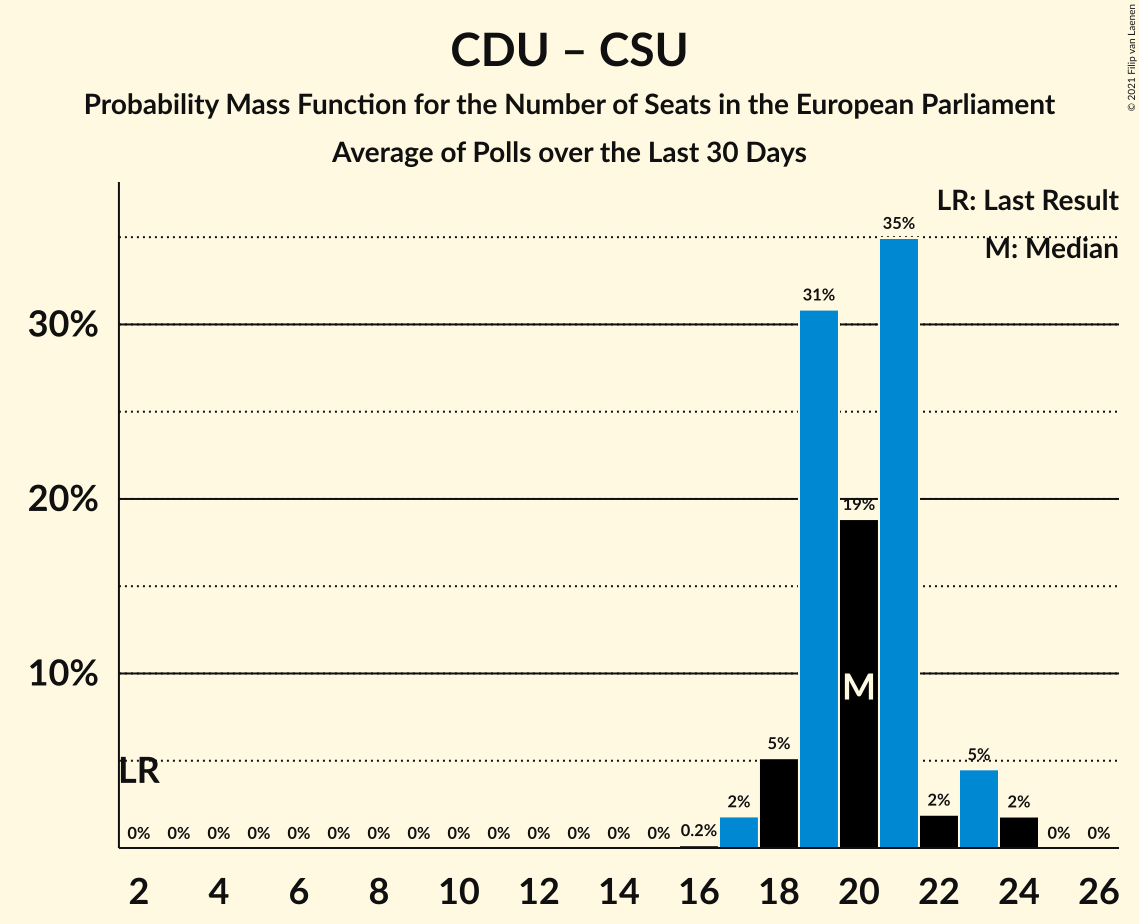 CDU – CSU
Probability Mass Function for the Number of Seats in the European Parliament
Average of Polls over the Last 30 Days
© 2021 Filip van Laenen
LR: Last Result
M: Median
35%
31%
30%
20%
19%
10%
M
LR
5%
5%
2%
2%
2%
0% 0% 0% 0% 0% 0% 0% 0% 0% 0% 0% 0% 0% 0% 0.2% 0% 0%
2 4 6 8 10 12 14 16 18 20 22 24 26